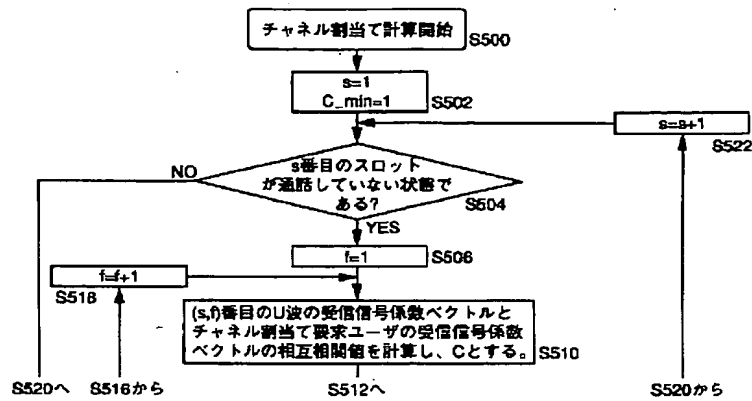 チャネル割当て計算開始
S500
s=1
C_min=1
S502
s=s+1
S522
s番目のスロット
が通話していない状態で
ある?
NO
S504
YES
f=1
S506
f=f+1
S518
(s,f)番目のU波の受信信号係数ベクトルと
チャネル割当て要求ユーザの受信信号係数
ベクトルの相互相関値を計算し、Cとする。
S510
S520へ
S516から
S512へ
S520から